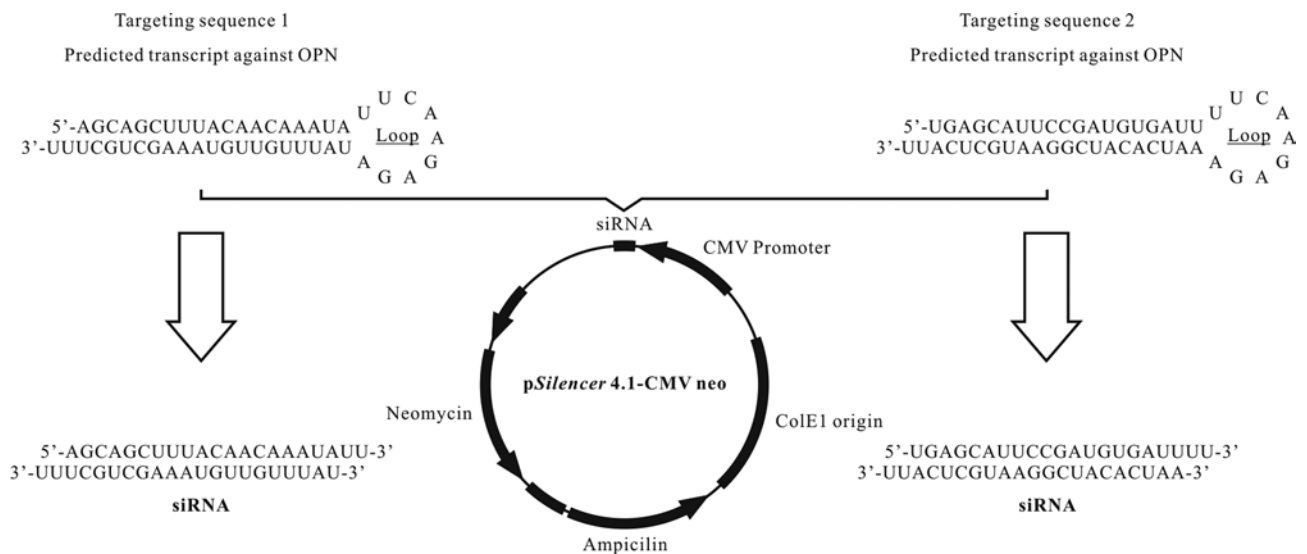 Targeting sequence 1
Predicted transcript against OPN
5’-AGCAGCUUUACAACAAAUA
3’-UUUCGUCGAAAUGUUGUUUAU
U U C A A G A G A
Loop
Targeting sequence 2
Predicted transcript against OPN
5’-UGAGCAUUCCGAUGUGAUU
3’-UUACUCGUAAGGCUACACUAA
U U C A A G A G A
Loop
siRNA
CMV Promoter
pSilencer 4.1-CMV neo
Neomycin
ColE1 origin
Ampicilin
5’-AGCAGCUUUACAACAAAUAUU-3’
3’-UUUCGUCGAAAUGUUGUUUAU-3’
siRNA
5’-UGAGCAUUCCGAUGUGAUUUU-3’
3’-UUACUCGUAAGGCUACACUAA-3’
siRNA